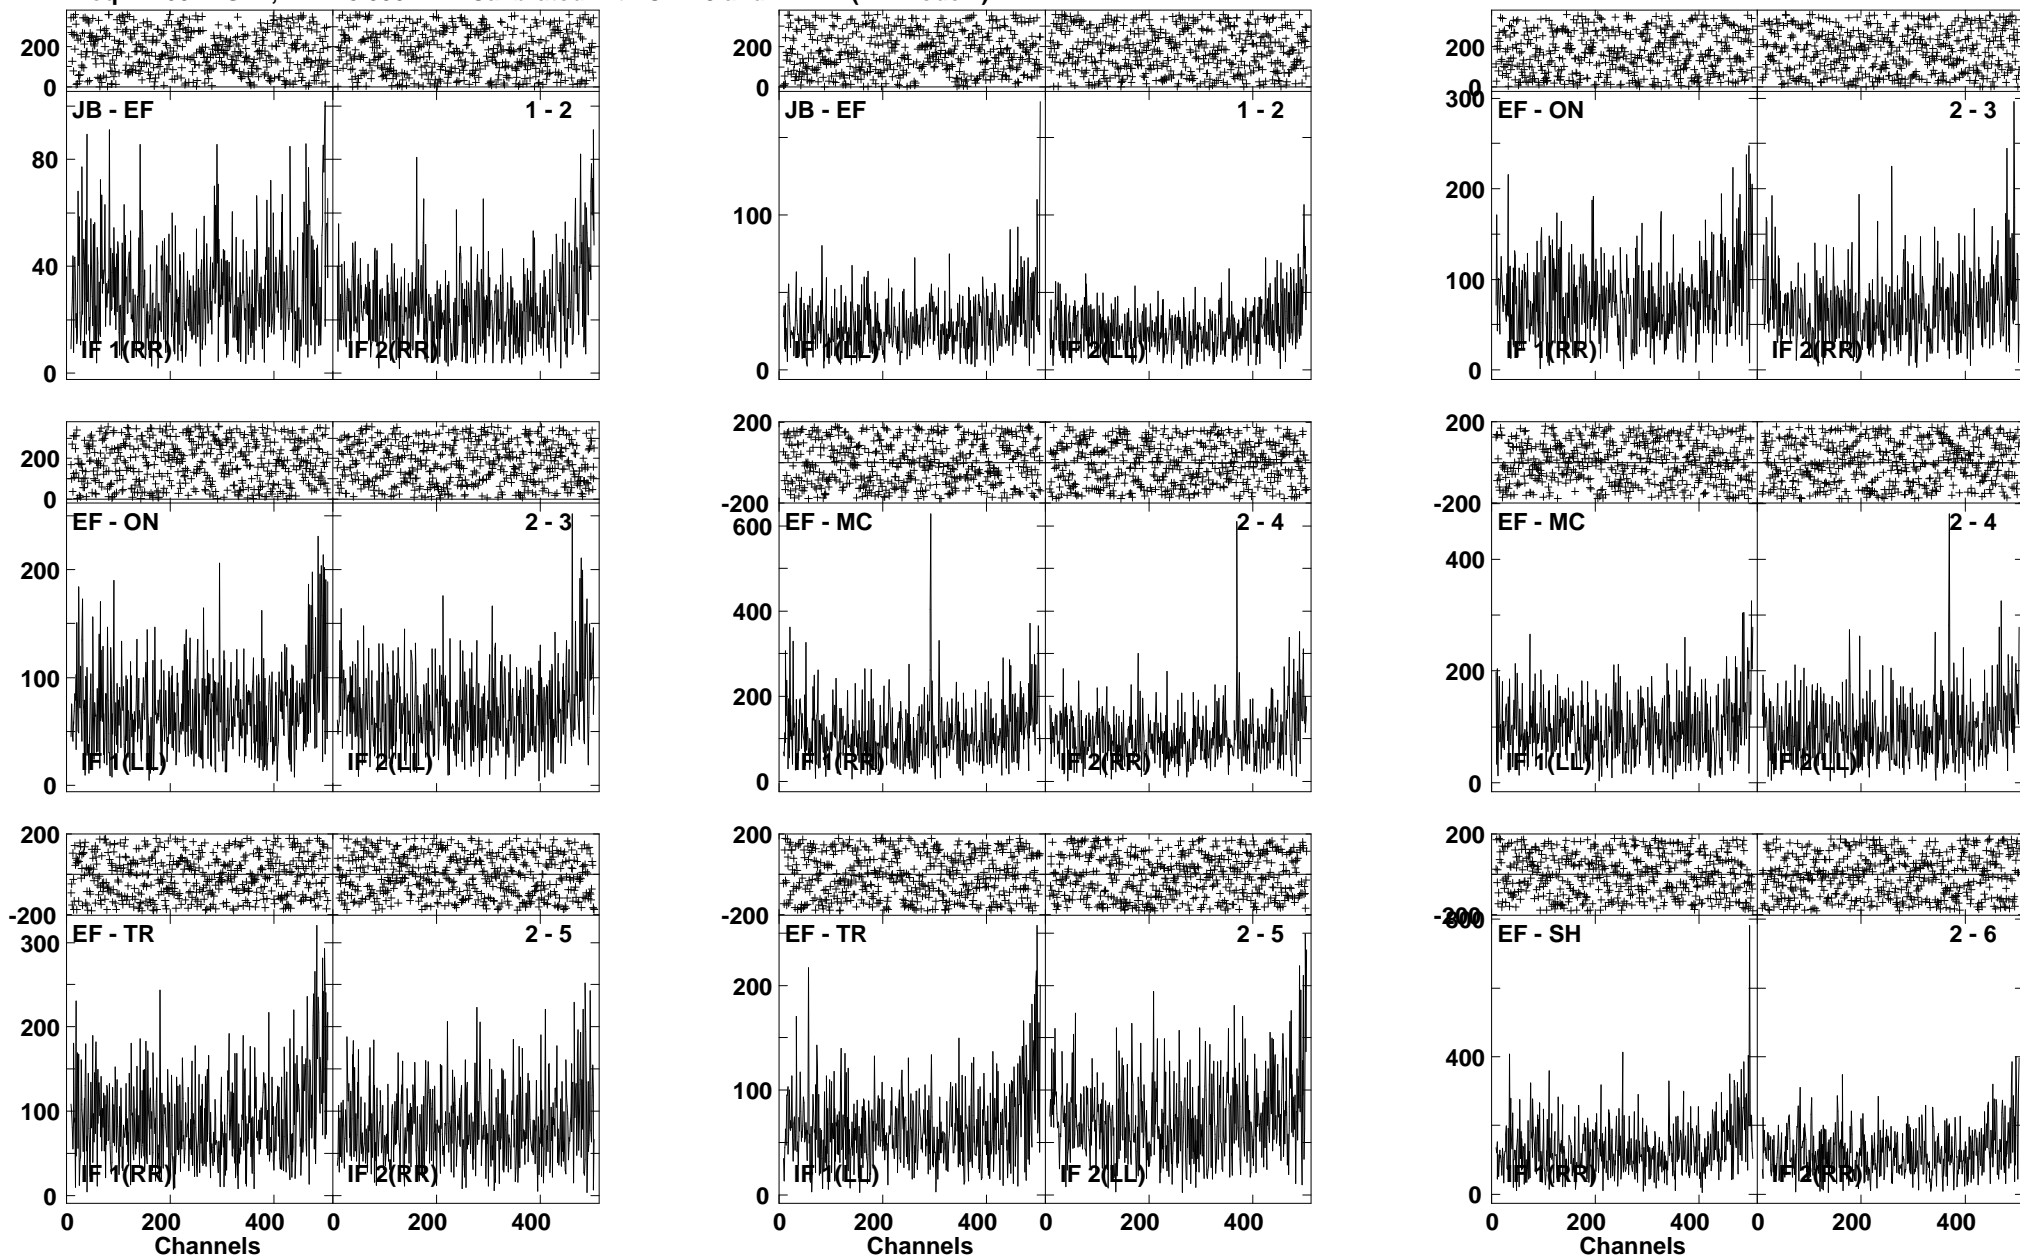 200 200 200
0 0 0
JB - EF 1 - 2 JB - EF 1 - 2 300 EF - ON 2 - 3
80 100 200
40 100
IF 1(RR) IF 2(RR) IF 1(LL) IF 2(LL) IF 1(RR) IF 2(RR)
0 0 0
200 200 200
0 -200 -200
EF - ON 2 - 3 EF - MC 2 - 4 EF - MC 2 - 4
200 600 400
100 400 200
200
IF 1(LL) IF 2(LL) IF 1(RR) IF 2(RR) IF 1(LL) IF 2(LL)
0 0 0
200 200 200
-200 -200 -200
EF - TR 2 - 5 EF - TR 2 - 5 800 EF - SH 2 - 6
300 200 400
200 100
100
IF 1(RR) IF 2(RR) IF 1(LL) IF 2(LL) IF 1(RR) IF 2(RR)
0 0 0
0 200 400 0 200 400 0 200 400 0 200 400 0 200 400 0 200 400
Channels Channels Channels